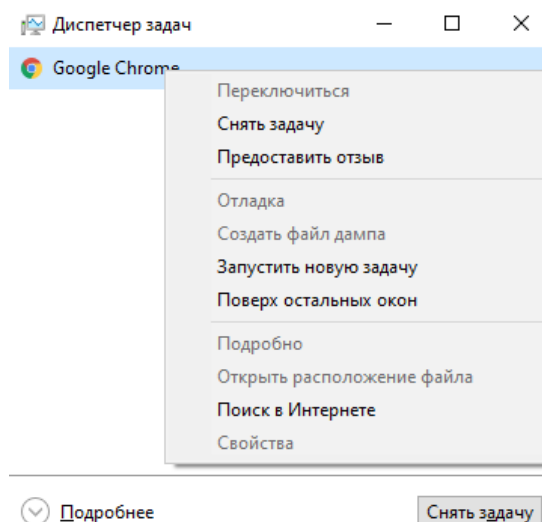 Диспетчер задач
Google Chrome
Переключиться
Снять задачу
Предоставить отзыв
Отладка
Создать файл дампа
Запустить новую задачу
Поверх остальных окон
Подробно
Открыть расположение файла
Поиск в Интернете
Свойства
Подробнее
Снять задачу